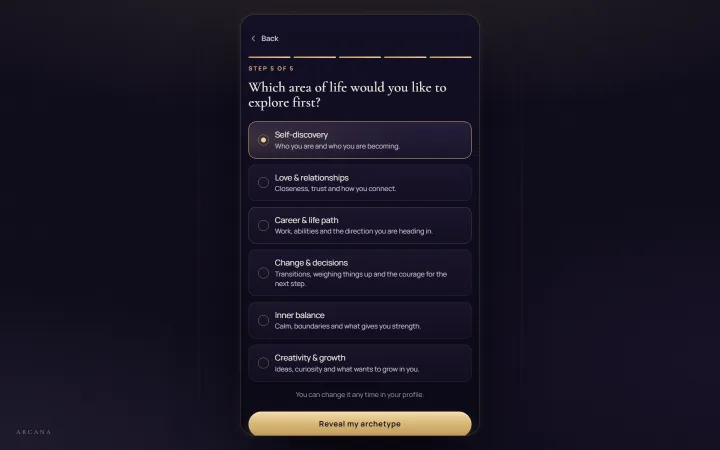 Back
STEP 5 OF 5
Which area of life would you like to
explore first?
Self-discovery
Who you are and who you are becoming.
Love & relationships
Closeness, trust and how you connect.
Career & life path
Work, abilities and the direction you are heading in.
Change & decisions
Transitions, weighing things up and the courage for the
next step.
Inner balance
Calm, boundaries and what gives you strength.
Creativity & growth
Ideas, curiosity and what wants to grow in you.
You can change it any time in your profile.
Reveal my archetype
ARCANA